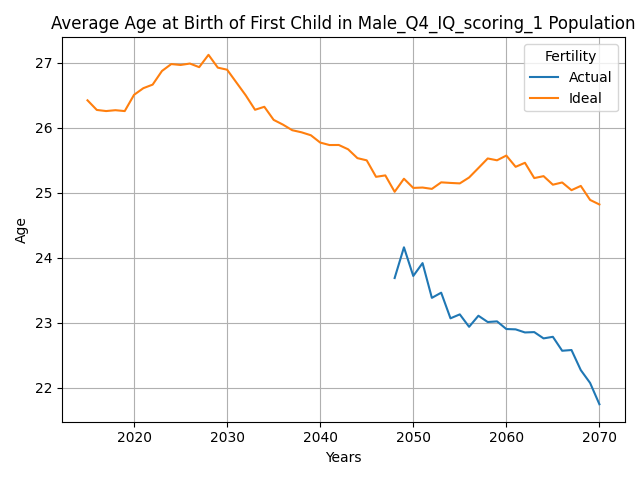 Average Age at Birth of First Child in Male_Q4_IQ_scoring_1 Population
Fertility
Actual
Ideal
27
26
25
24
23
22
Age
2020 2030 2040 2050 2060 2070
Years